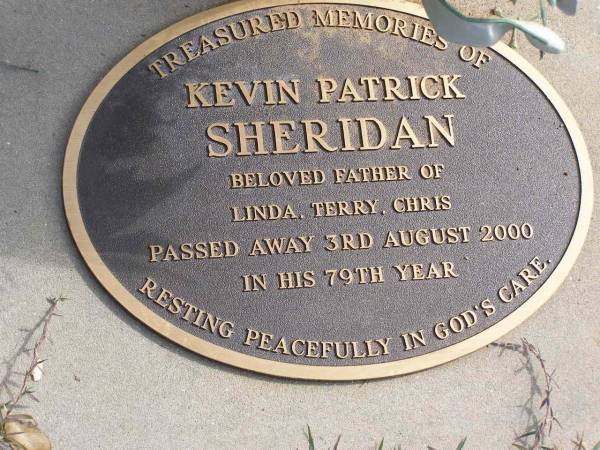 TREASURED MEMORIES OF
KEVIN PATRICK
SHERIDAN
BELOVED FATHER OF
LINDA, TERRY, CHRIS
PASSED AWAY 3RD AUGUST 2000
IN HIS 79TH YEAR
RESTING PEACEFULLY IN GOD'S CARE.